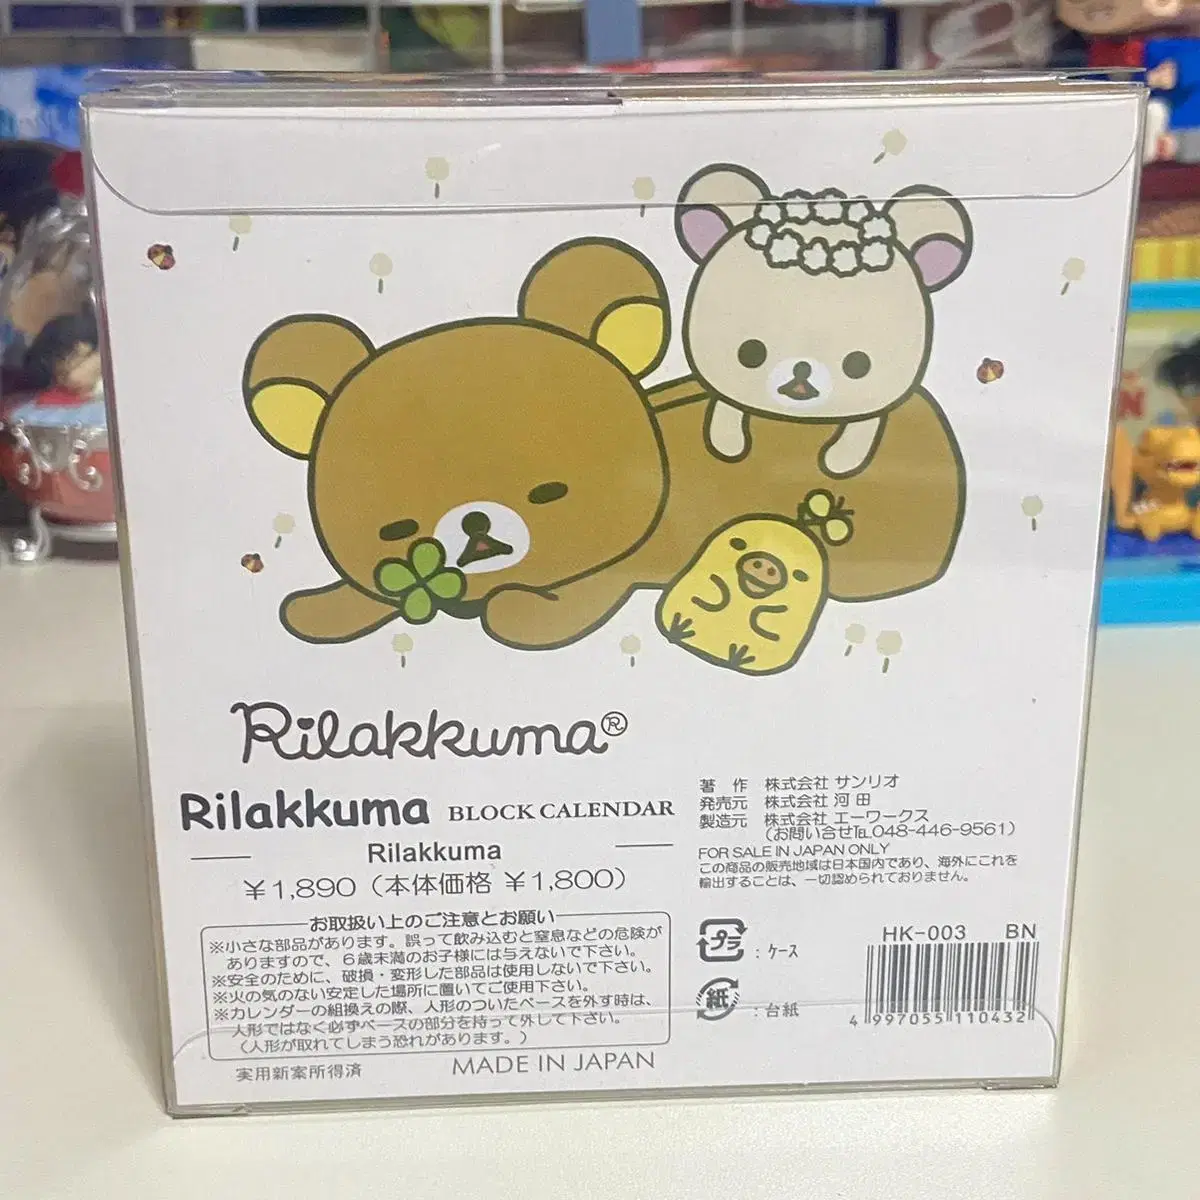 Rilakkuma®
Rilakkuma BLOCK CALENDAR
Rilakkuma
¥1,890（本体価格 ¥1,800）
お取扱い上のご注意とお願い
※小さな部品があります。誤って飲み込むと窒息などの危険が
ありますので、６歳未満のお子様には与えないで下さい。
※安全のために、破損・変形した部品は使用しないで下さい。
※火の気のない安定した場所に置いてご使用下さい。
※カレンダーの組換えの際、人形のついたベースを外す時は、
人形ではなく必ずベースの部分を持って外して下さい。
（人形が取れてしまう恐れがあります。）
実用新案所得済
MADE IN JAPAN
著　作　株式会社 サンリオ
発売元　株式会社 河 田
製造元　株式会社 エーワークス
（お問い合せ℡048-446-9561）
FOR SALE IN JAPAN ONLY
この商品の販売地域は日本国内であり、海外にこれを
輸出することは、一切認められておりません。
プラ：ケース
紙：台紙
HK-003 BN
4 997055 110432